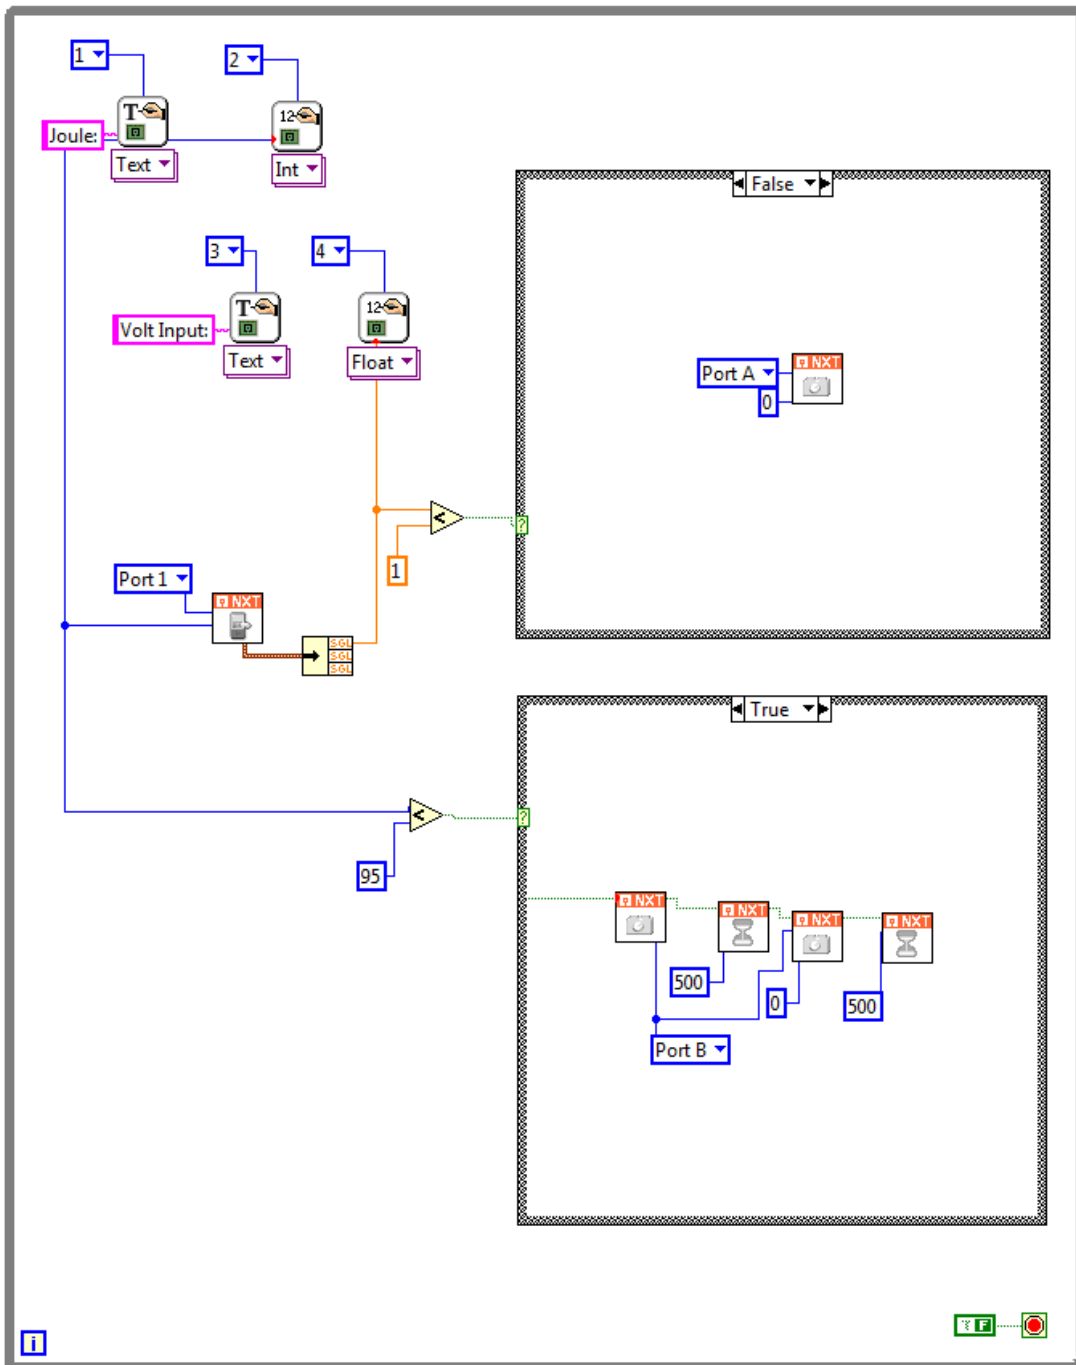 1
2
T
12
Joule:
Text
Int
False
3
4
T
12
Volt Input:
Text
Float
NXT
Port A
0
<
1
?
Port 1
NXT
SGL
SGL
SGL
True
<
?
95
NXT
NXT
NXT
NXT
500
0
500
Port B
F
i